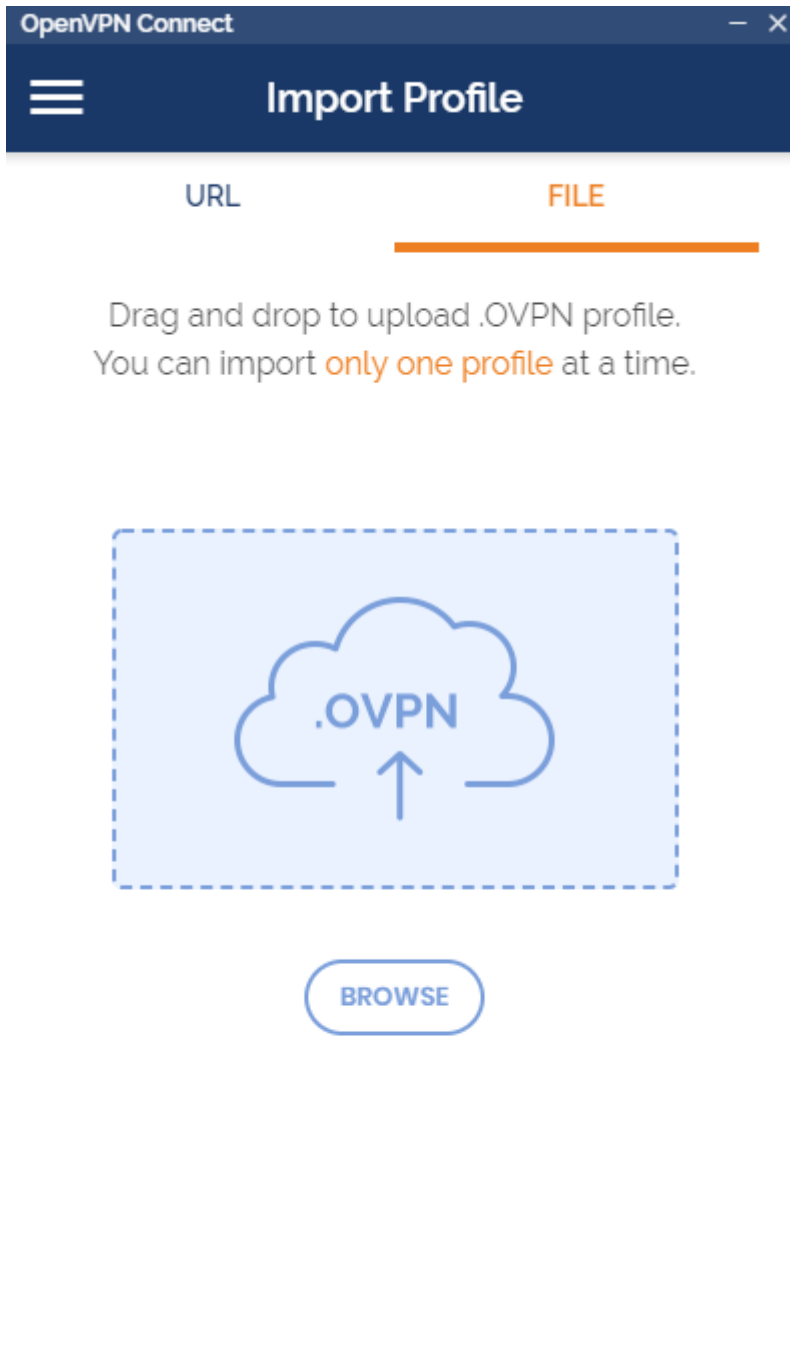 OpenVPN Connect
Import Profile
URL
FILE
Drag and drop to upload .OVPN profile.
You can import only one profile at a time.
.OVPN
BROWSE